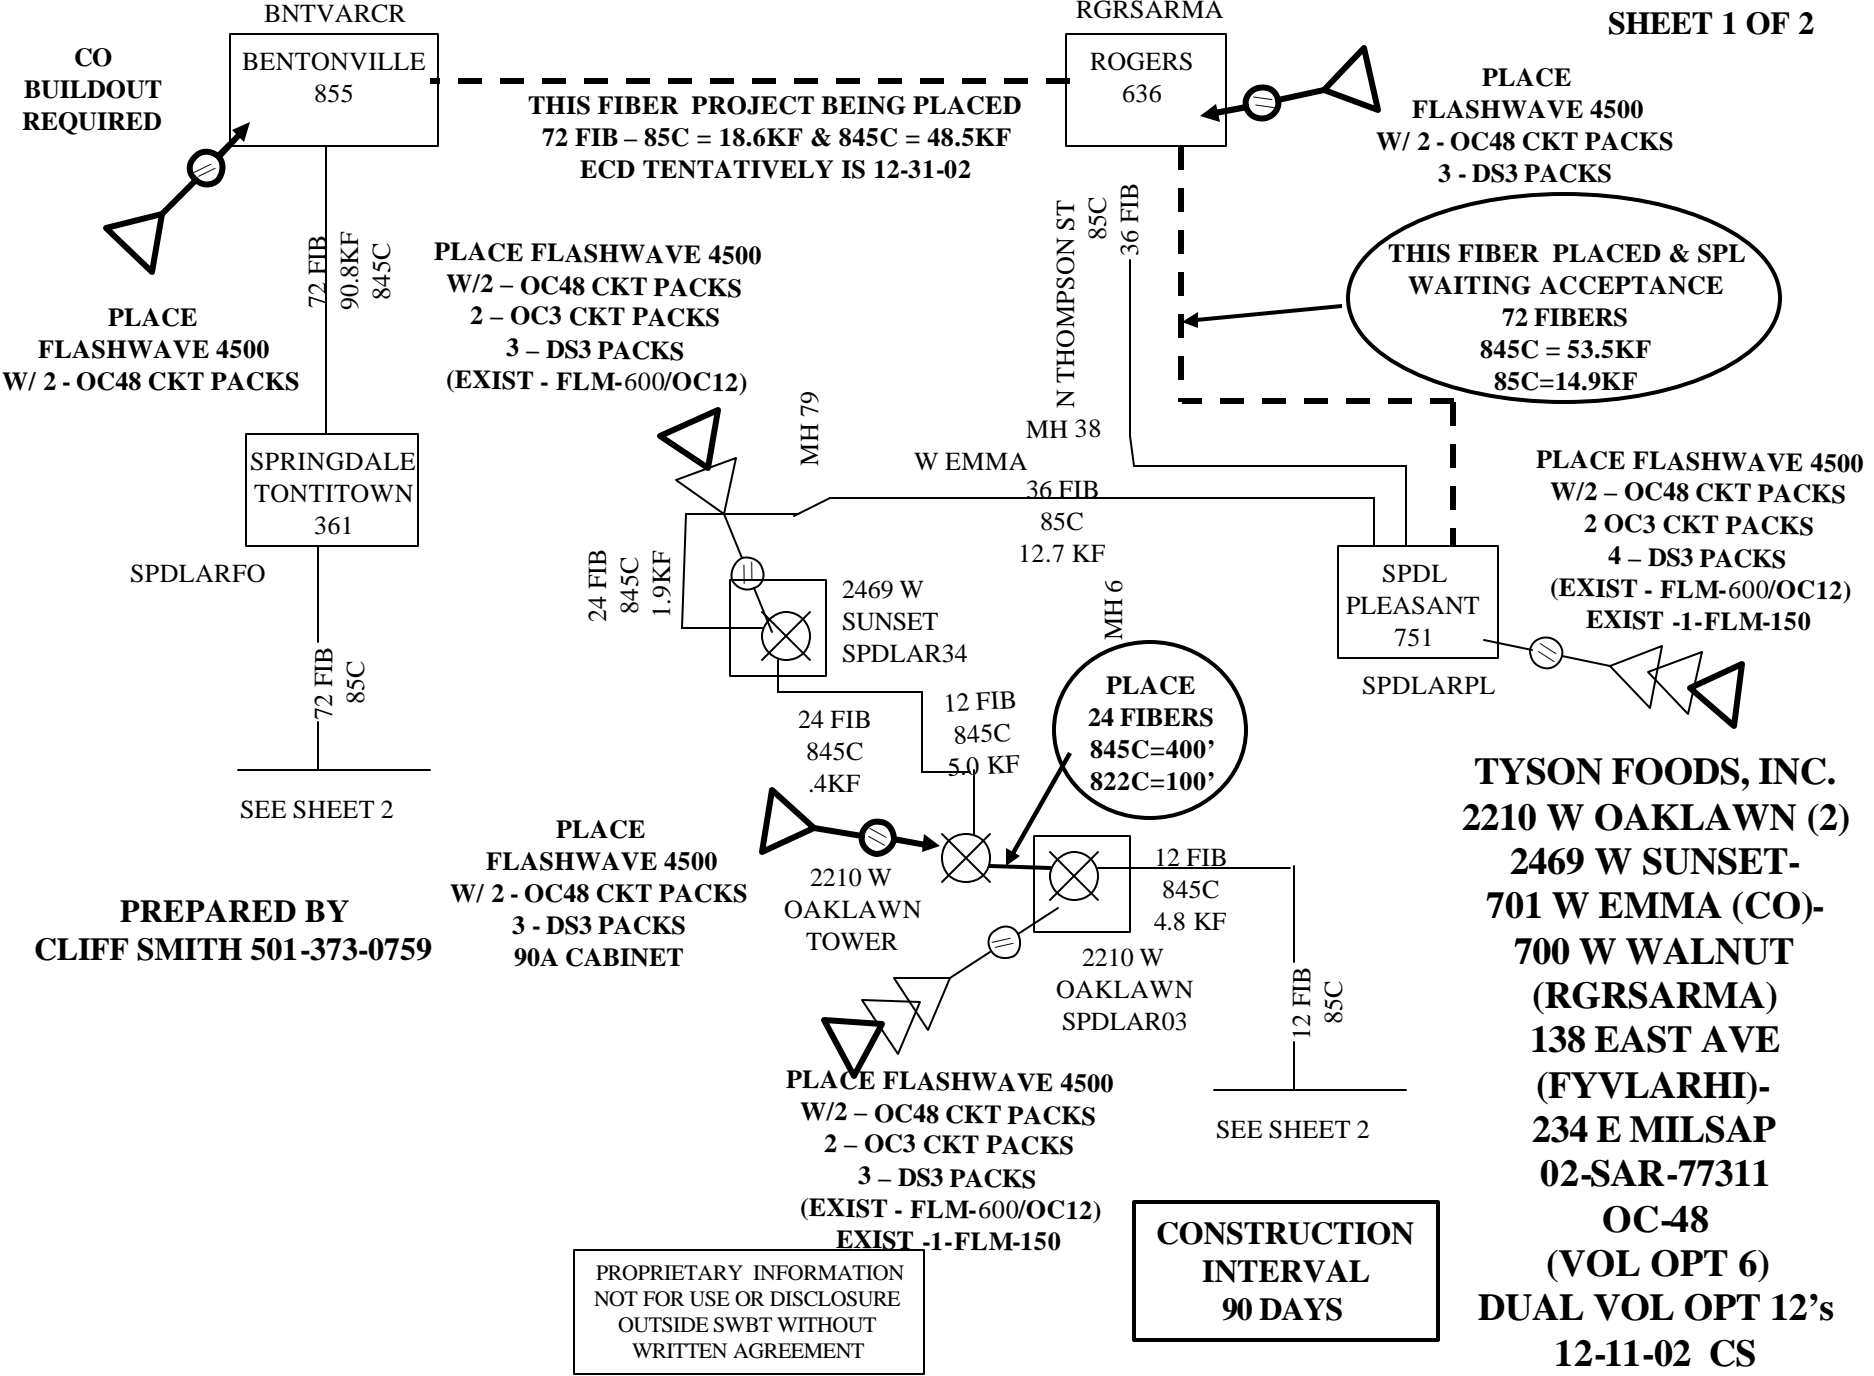 BNTVARCR
RGRSARMA
SHEET 1 OF 2
CO
BUILDOUT
REQUIRED
BENTONVILLE
855
THIS FIBER PROJECT BEING PLACED
72 FIB – 85C = 18.6KF & 845C = 48.5KF
ECD TENTATIVELY IS 12-31-02
ROGERS
636
PLACE
FLASHWAVE 4500
W/ 2 - OC48 CKT PACKS
3 - DS3 PACKS
72 FIB
90.8KF
845C
PLACE FLASHWAVE 4500
W/2 – OC48 CKT PACKS
2 – OC3 CKT PACKS
3 – DS3 PACKS
(EXIST - FLM-600/OC12)
N THOMPSON ST
85C
36 FIB
THIS FIBER PLACED & SPL
WAITING ACCEPTANCE
72 FIBERS
845C = 53.5KF
85C=14.9KF
PLACE
FLASHWAVE 4500
W/ 2 - OC48 CKT PACKS
MH 79
MH 38
W EMMA
36 FIB
85C
12.7 KF
SPRINGDALE
TONTITOWN
361
SPDLARFO
PLACE FLASHWAVE 4500
W/2 – OC48 CKT PACKS
2 OC3 CKT PACKS
4 – DS3 PACKS
(EXIST - FLM-600/OC12)
EXIST -1-FLM-150
24 FIB
845C
1.9KF
2469 W
SUNSET
SPDLAR34
MH 6
SPDL
PLEASANT
751
SPDLARPL
72 FIB
85C
SEE SHEET 2
24 FIB
845C
.4KF
12 FIB
845C
5.0 KF
PLACE
24 FIBERS
845C=400’
822C=100’
PLACE
FLASHWAVE 4500
W/ 2 - OC48 CKT PACKS
3 - DS3 PACKS
90A CABINET
2210 W
OAKLAWN
TOWER
12 FIB
845C
4.8 KF
2210 W
OAKLAWN
SPDLAR03
12 FIB
85C
SEE SHEET 2
PREPARED BY
CLIFF SMITH 501-373-0759
PLACE FLASHWAVE 4500
W/2 – OC48 CKT PACKS
2 – OC3 CKT PACKS
3 – DS3 PACKS
(EXIST - FLM-600/OC12)
EXIST -1-FLM-150
TYSON FOODS, INC.
2210 W OAKLAWN (2)
2469 W SUNSET-
701 W EMMA (CO)-
700 W WALNUT
(RGRSARMA)
138 EAST AVE
(FYVLARHI)-
234 E MILSAP
02-SAR-77311
OC-48
(VOL OPT 6)
DUAL VOL OPT 12’s
12-11-02 CS
PROPRIETARY INFORMATION
NOT FOR USE OR DISCLOSURE
OUTSIDE SWBT WITHOUT
WRITTEN AGREEMENT
CONSTRUCTION
INTERVAL
90 DAYS